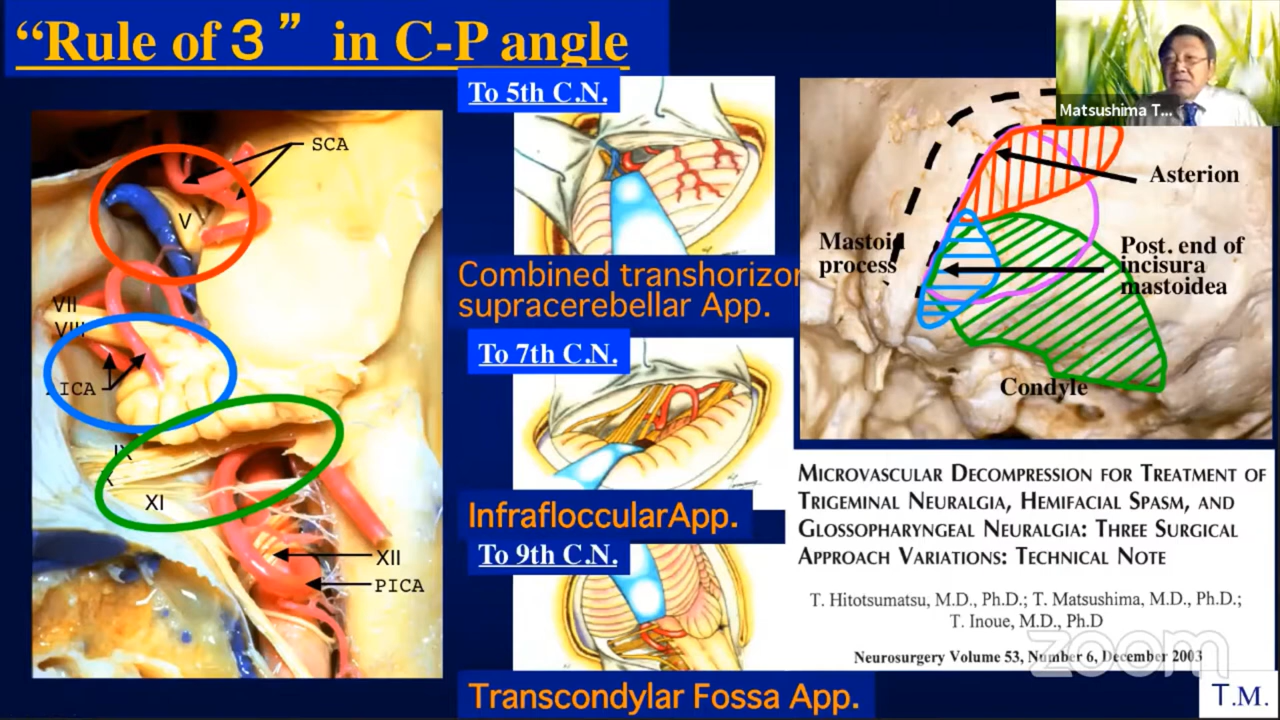 “Rule of 3” in C-P angle
SCA
V
VII
VIII
AICA
IX
X
XI
XII
PICA
To 5th C.N.
Combined transhorizon
supracerebellar App.
To 7th C.N.
InfrafloccularApp.
To 9th C.N.
Transcondylar Fossa App.
Matsushima T...
Asterion
Mastoid
process
Post. end of
incisura
mastoidea
Condyle
MICROVASCULAR DECOMPRESSION FOR TREATMENT OF
TRIGEMINAL NEURALGIA, HEMIFACIAL SPASM, AND
GLOSSOPHARYNGEAL NEURALGIA: THREE SURGICAL
APPROACH VARIATIONS: TECHNICAL NOTE
T. Hitotsumatsu, M.D., Ph.D.; T. Matsushima, M.D., Ph.D.;
T. Inoue, M.D., Ph.D
Neurosurgery Volume 53, Number 6, December 2003
zoom
T.M.